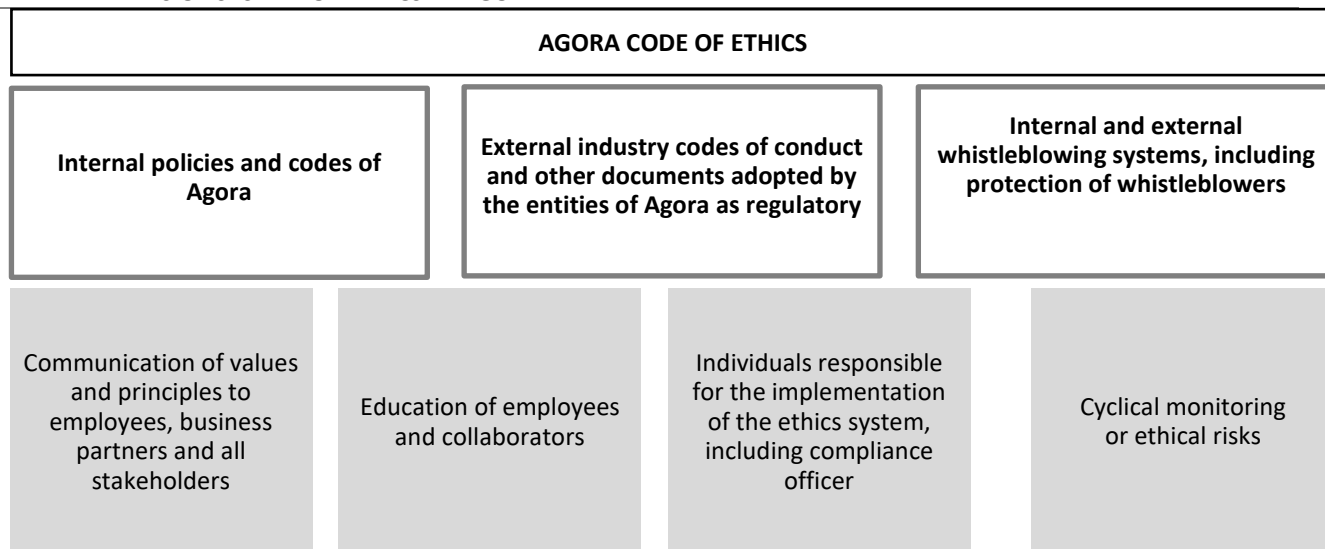 AGORA CODE OF ETHICS
Internal policies and codes of
Agora
External industry codes of conduct
and other documents adopted by
the entities of Agora as regulatory
Internal and external
whistleblowing systems, including
protection of whistleblowers
Communication of values
and principles to
employees, business
partners and all
stakeholders
Education of employees
and collaborators
Individuals responsible
for the implementation
of the ethics system,
including compliance
officer
Cyclical monitoring
or ethical risks